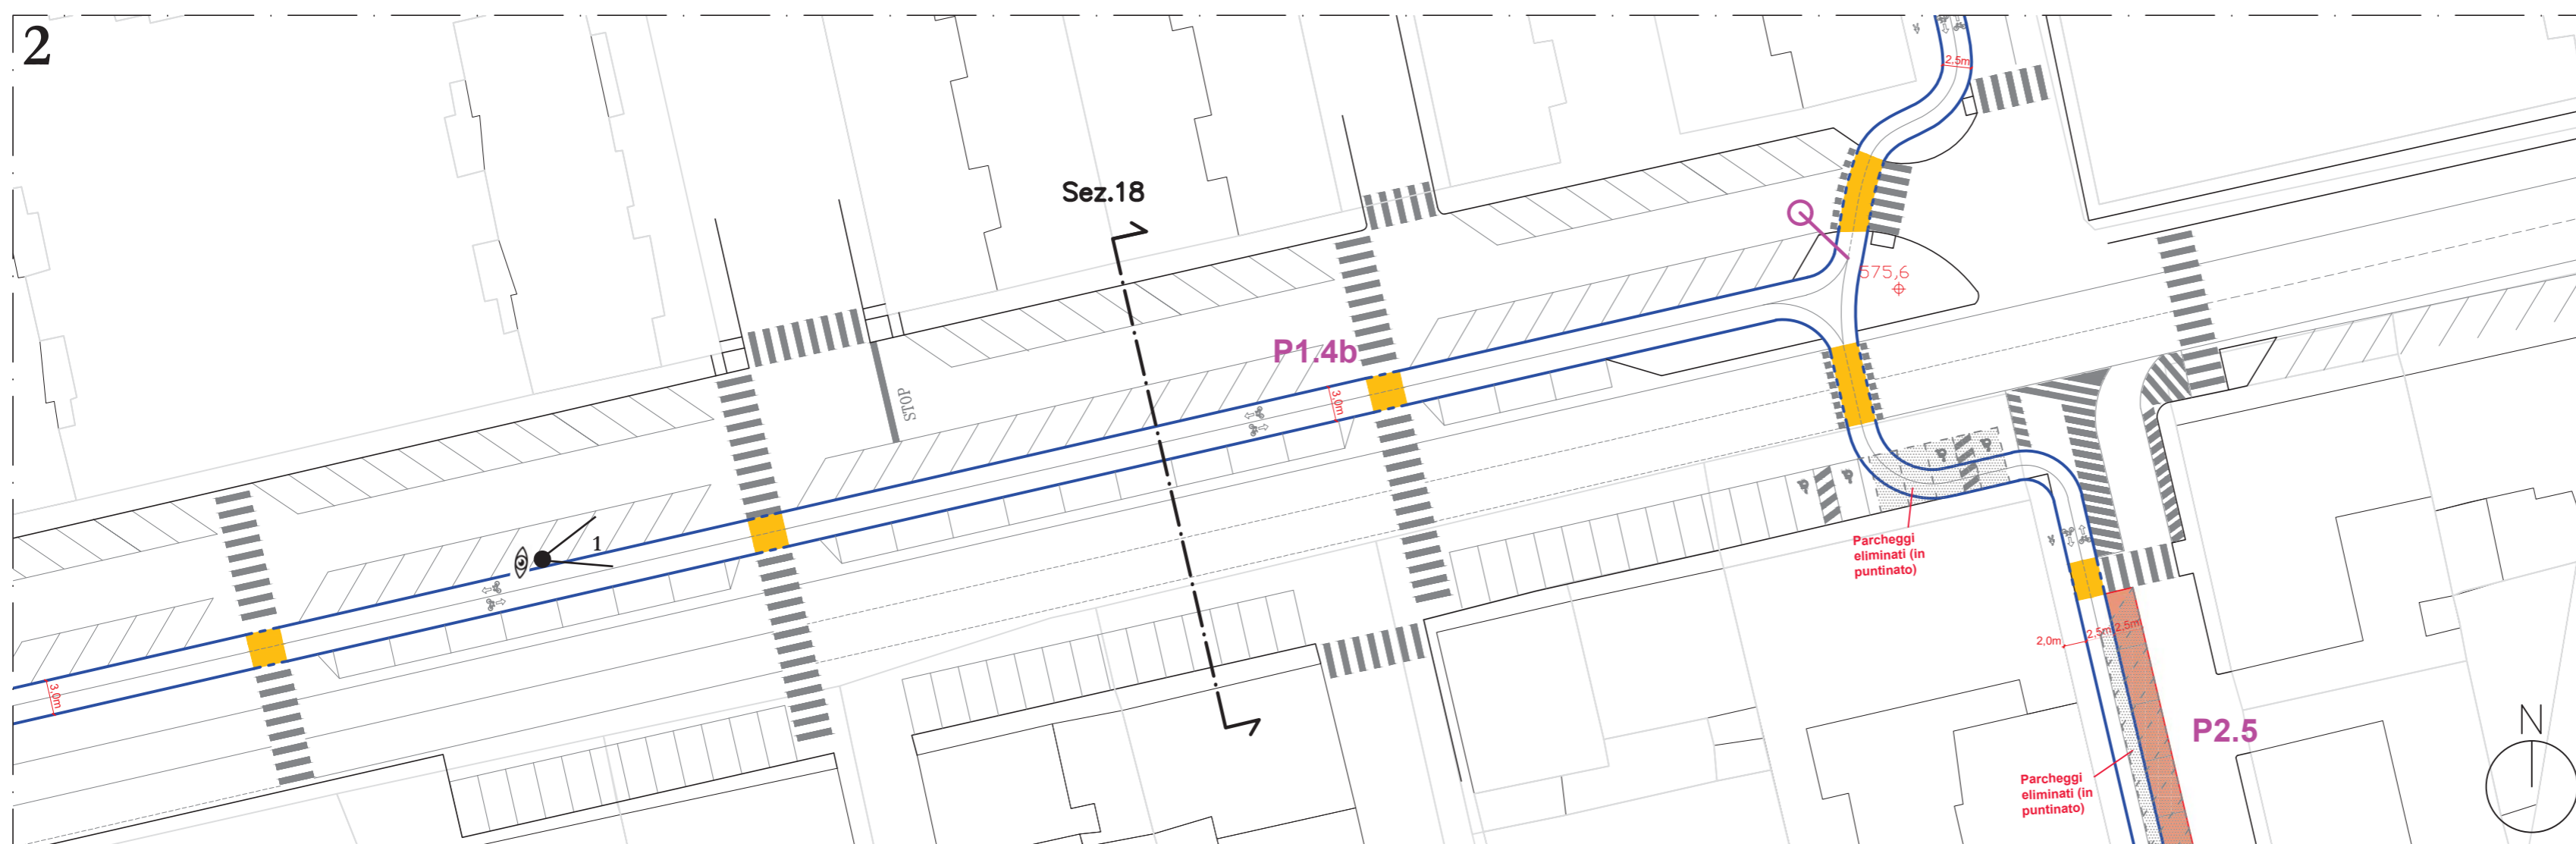 2
2,5m
Sez.18
575,6
P1.4b
STOP
3,0m
1
Parcheggi
eliminati (in
puntinato)
2,0m
2,5m
2,5m
3,0m
P2.5
N
Parcheggi
eliminati (in
puntinato)